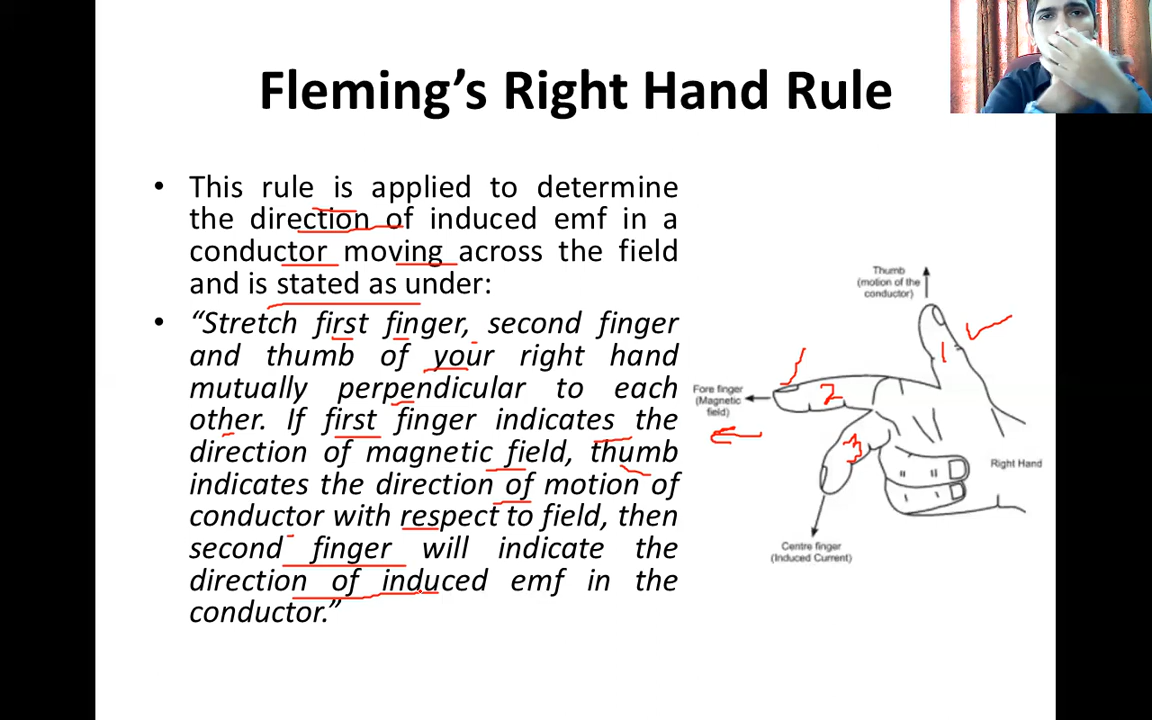 Fleming's Right Hand Rule
• This rule is applied to determine
the direction of induced emf in a
conductor moving across the field
and is stated as under:
• “Stretch first finger, second finger
and thumb of your right hand
mutually perpendicular to each
other. If first finger indicates the
direction of magnetic field, thumb
indicates the direction of motion of
conductor with respect to field, then
second finger will indicate the
direction of induced emf in the
conductor.”
Thumb
(motion of the
conductor)
1
Fore finger
(Magnetic
field)
2
3
Right Hand
Centre finger
(Induced Current)